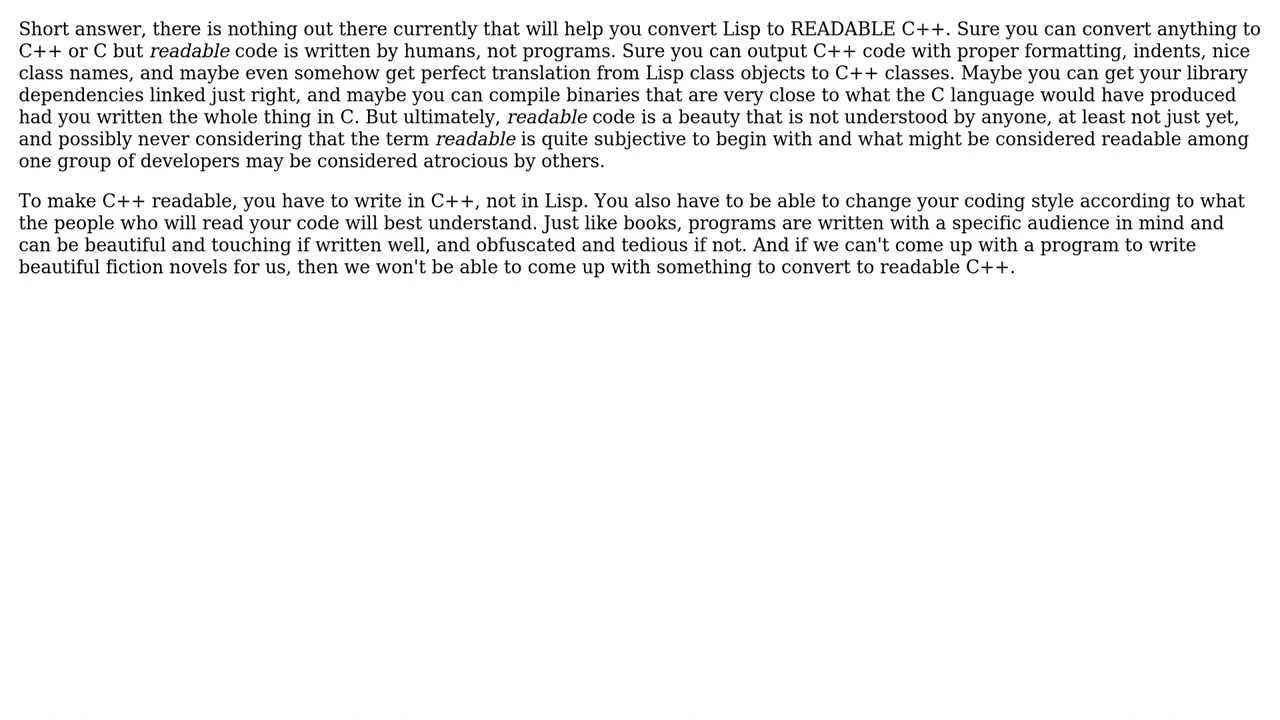 Short answer, there is nothing out there currently that will help you convert Lisp to READABLE C++. Sure you can convert anything to
C++ or C but readable code is written by humans, not programs. Sure you can output C++ code with proper formatting, indents, nice
class names, and maybe even somehow get perfect translation from Lisp class objects to C++ classes. Maybe you can get your library
dependencies linked just right, and maybe you can compile binaries that are very close to what the C language would have produced
had you written the whole thing in C. But ultimately, readable code is a beauty that is not understood by anyone, at least not just yet,
and possibly never considering that the term readable is quite subjective to begin with and what might be considered readable among
one group of developers may be considered atrocious by others.
To make C++ readable, you have to write in C++, not in Lisp. You also have to be able to change your coding style according to what
the people who will read your code will best understand. Just like books, programs are written with a specific audience in mind and
can be beautiful and touching if written well, and obfuscated and tedious if not. And if we can't come up with a program to write
beautiful fiction novels for us, then we won't be able to come up with something to convert to readable C++.